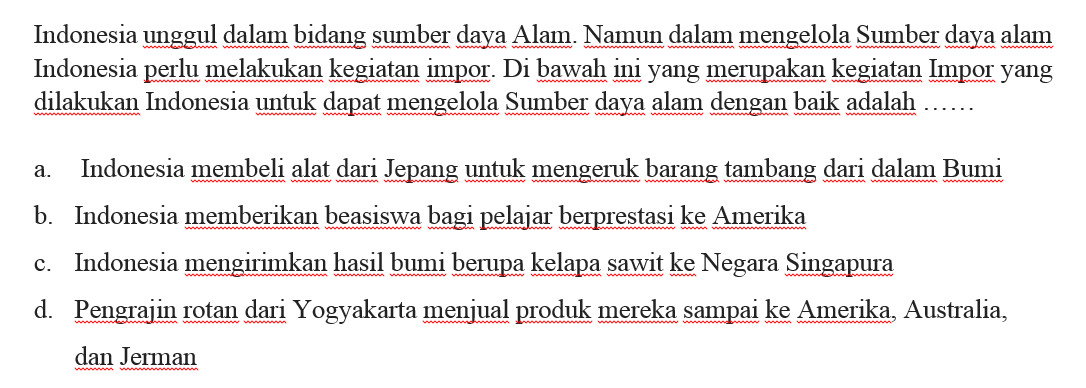 Indonesia unggul dalam bidang sumber daya Alam. Namun dalam mengelola Sumber daya alam
Indonesia perlu melakukan kegiatan impor. Di bawah ini yang merupakan kegiatan Impor yang
dilakukan Indonesia untuk dapat mengelola Sumber daya alam dengan baik adalah ……
a. Indonesia membeli alat dari Jepang untuk mengeruk barang tambang dari dalam Bumi
b. Indonesia memberikan beasiswa bagi pelajar berprestasi ke Amerika
c. Indonesia mengirimkan hasil bumi berupa kelapa sawit ke Negara Singapura
d. Pengrajin rotan dari Yogyakarta menjual produk mereka sampai ke Amerika, Australia,
dan Jerman